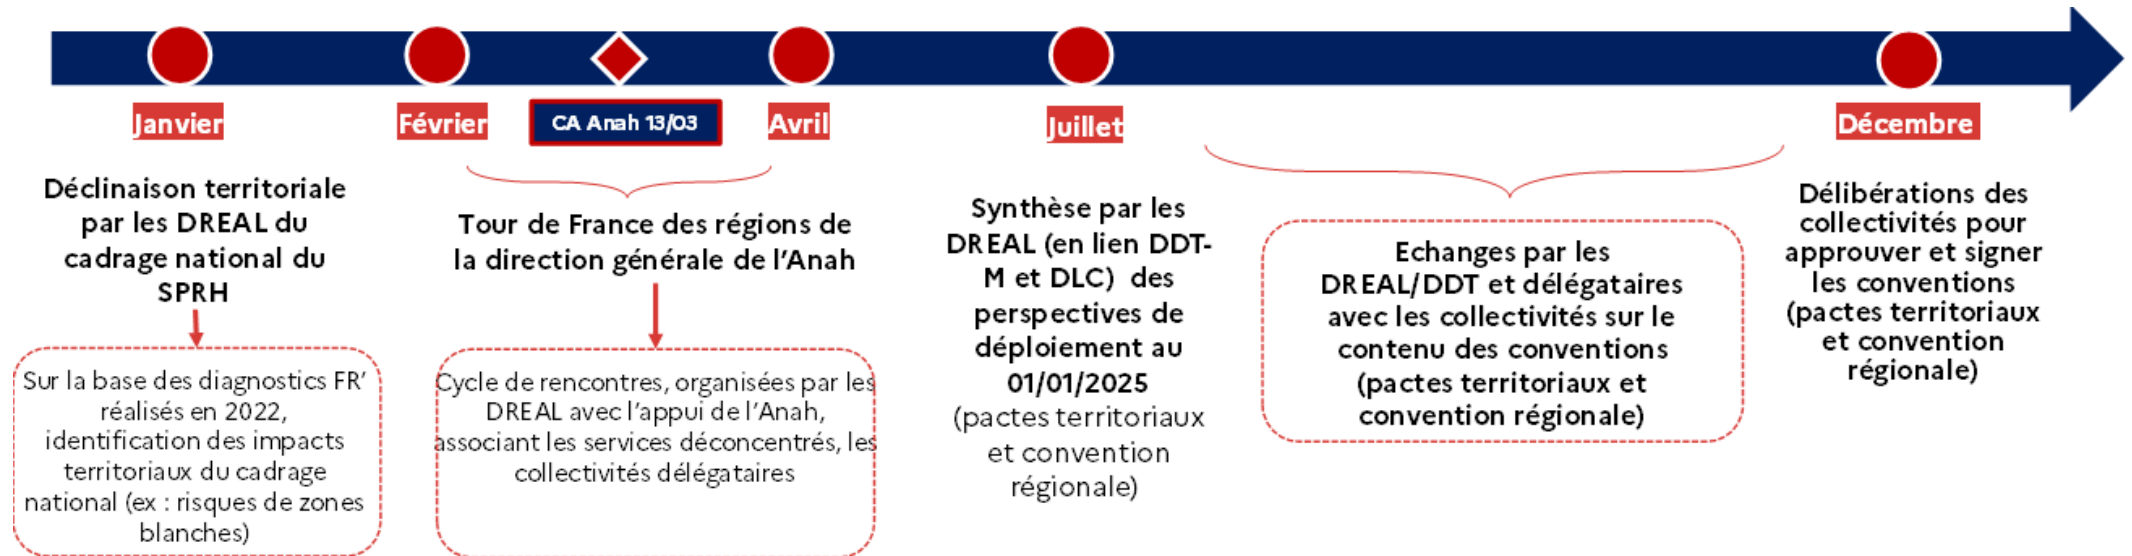 Janvier
Février
CA Anah 13/03
Avril
Juillet
Décembre
Déclinaison territoriale
par les DREAL du
cadrage national du
SPRH
Sur la base des diagnostics FR’
réalisés en 2022,
identification des impacts
territoriaux du cadrage
national (ex : risques de zones
blanches)
Tour de France des régions de
la direction générale de l’Anah
Cycle de rencontres, organisées par les
DREAL avec l’appui de l’Anah,
associant les services déconcentrés, les
collectivités délégataires
Synthèse par les
DREAL (en lien DDT-
M et DLC) des
perspectives de
déploiement au
01/01/2025
(pactes territoriaux
et convention
régionale)
Echanges par les
DREAL/DDT et délégataires
avec les collectivités sur le
contenu des conventions
(pactes territoriaux et
convention régionale)
Délibérations des
collectivités pour
approuver et signer
les conventions
(pactes territoriaux
et convention
régionale)